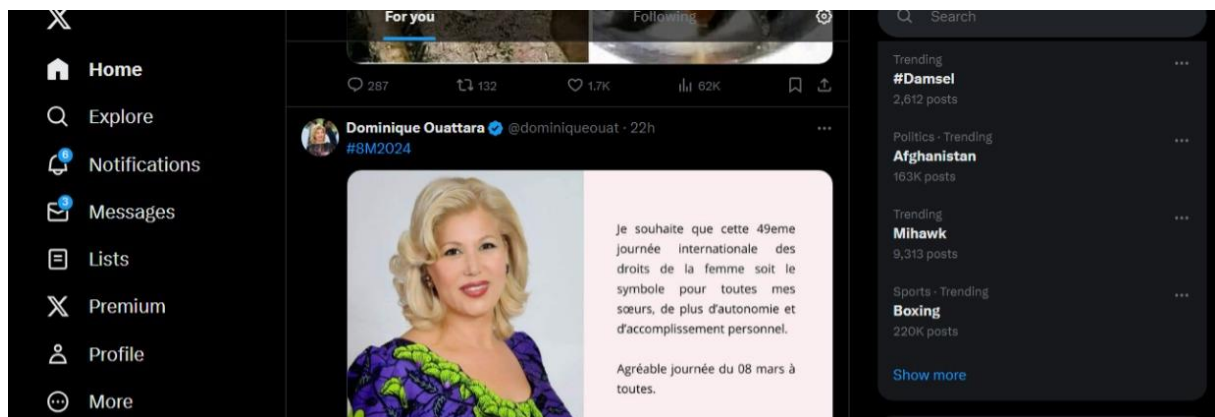 For you
Following
287
132
1.7K
62K
Home
Explore
6
Notifications
3
Messages
Lists
Premium
Profile
More
Dominique Ouattara @dominiqueouat · 22h
#8M2024
Je souhaite que cette 49eme
journée internationale des
droits de la femme soit le
symbole pour toutes mes
sœurs, de plus d'autonomie et
d'accomplissement personnel.
Agréable journée du 08 mars à
toutes.
Search
Trending
#Damsel
2,612 posts
Politics · Trending
Afghanistan
163K posts
Trending
Mihawk
9,313 posts
Sports · Trending
Boxing
220K posts
Show more